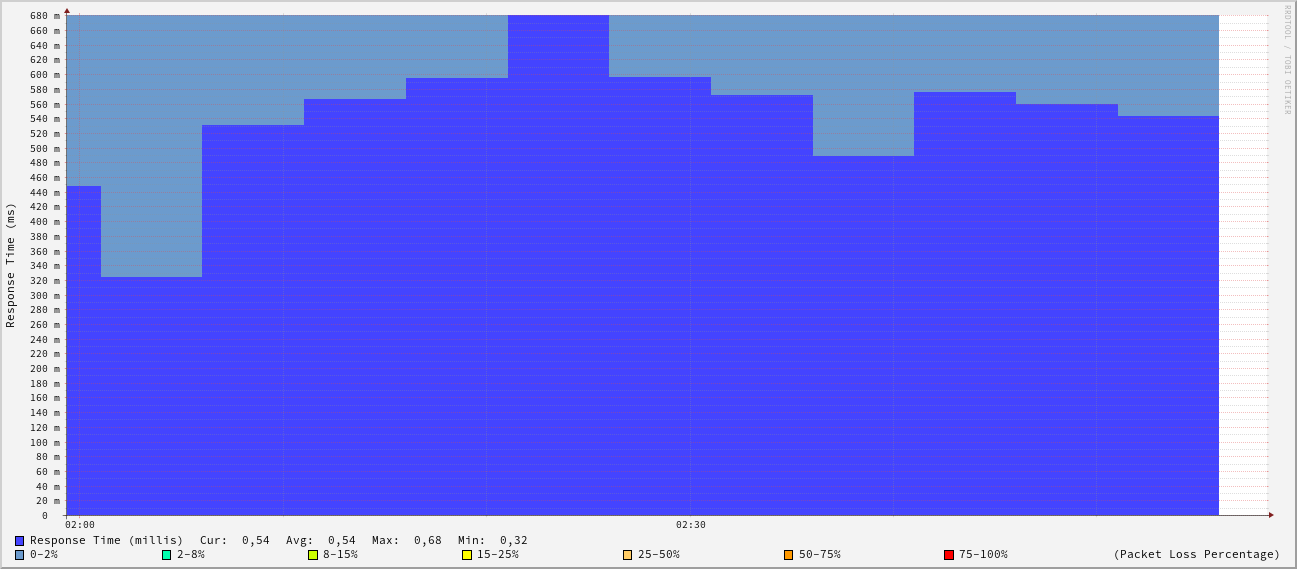 RRDTOOL / TOBI OETIKER
Response Time (ms)
680 m
660 m
640 m
620 m
600 m
580 m
560 m
540 m
520 m
500 m
480 m
460 m
440 m
420 m
400 m
380 m
360 m
340 m
320 m
300 m
280 m
260 m
240 m
220 m
200 m
180 m
160 m
140 m
120 m
100 m
80 m
60 m
40 m
20 m
0
02:00 02:30
Response Time (millis) Cur: 0,54 Avg: 0,54 Max: 0,68 Min: 0,32
0-2% 2-8% 8-15% 15-25% 25-50% 50-75% 75-100% (Packet Loss Percentage)